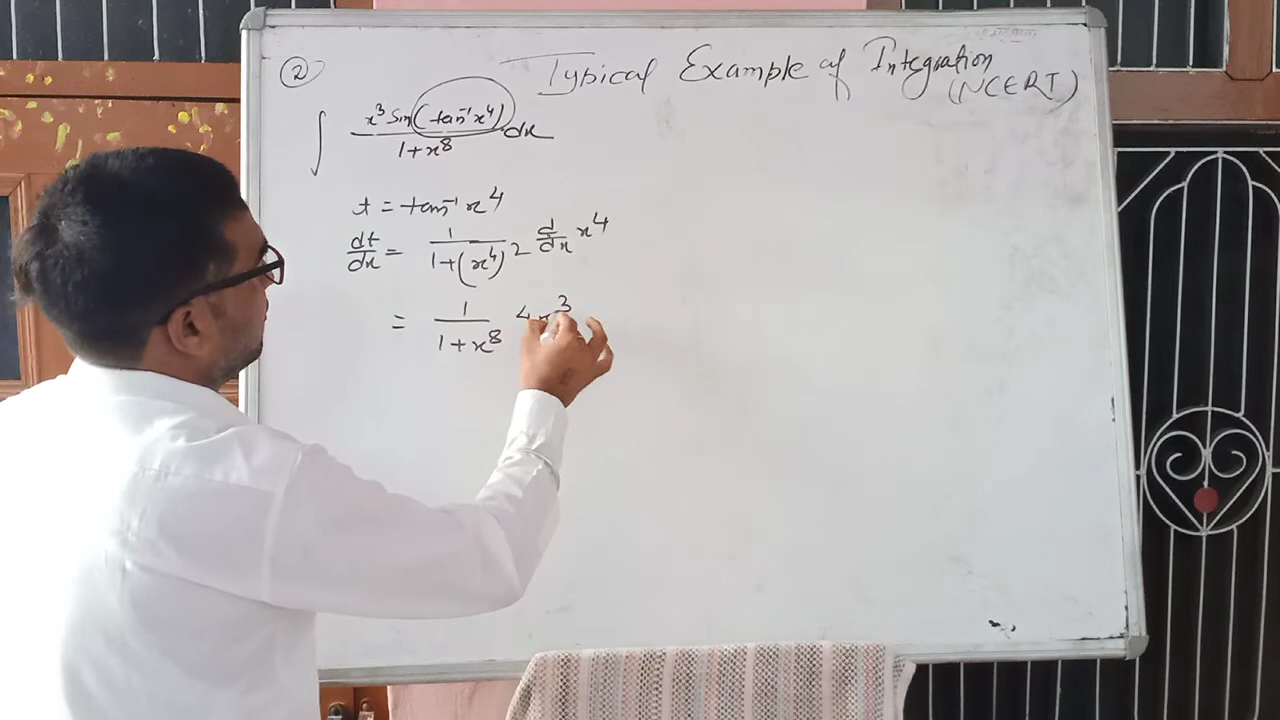 ② Typical Example of Integration
(NCERT)
∫ x³ Sin(tan⁻¹x⁴) / 1+x⁸ dx
t = tan⁻¹ x⁴
dt/dx = 1/1+(x⁴)² d/dx x⁴
= 1/1+x⁸ 4x³